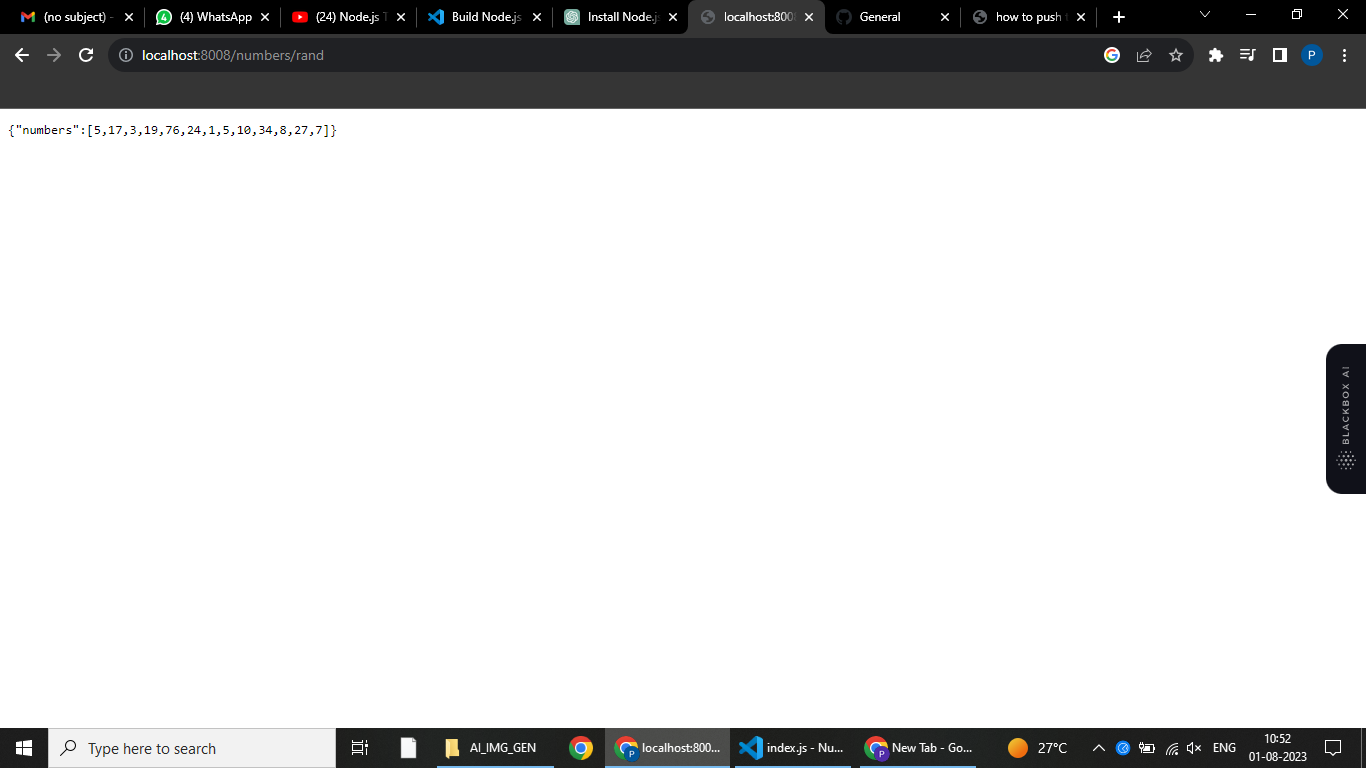 (no subject) -
(4) WhatsApp
(24) Node.js T
Build Node.js
Install Node.js
localhost:8008
General
how to push
localhost:8008/numbers/rand
P
{"numbers":[5,17,3,19,76,24,1,5,10,34,8,27,7]}
BLACKBOX AI
Type here to search
AI_IMG_GEN
localhost:800...
index.js - Nu...
New Tab - Go...
27°C
ENG
10:52
01-08-2023